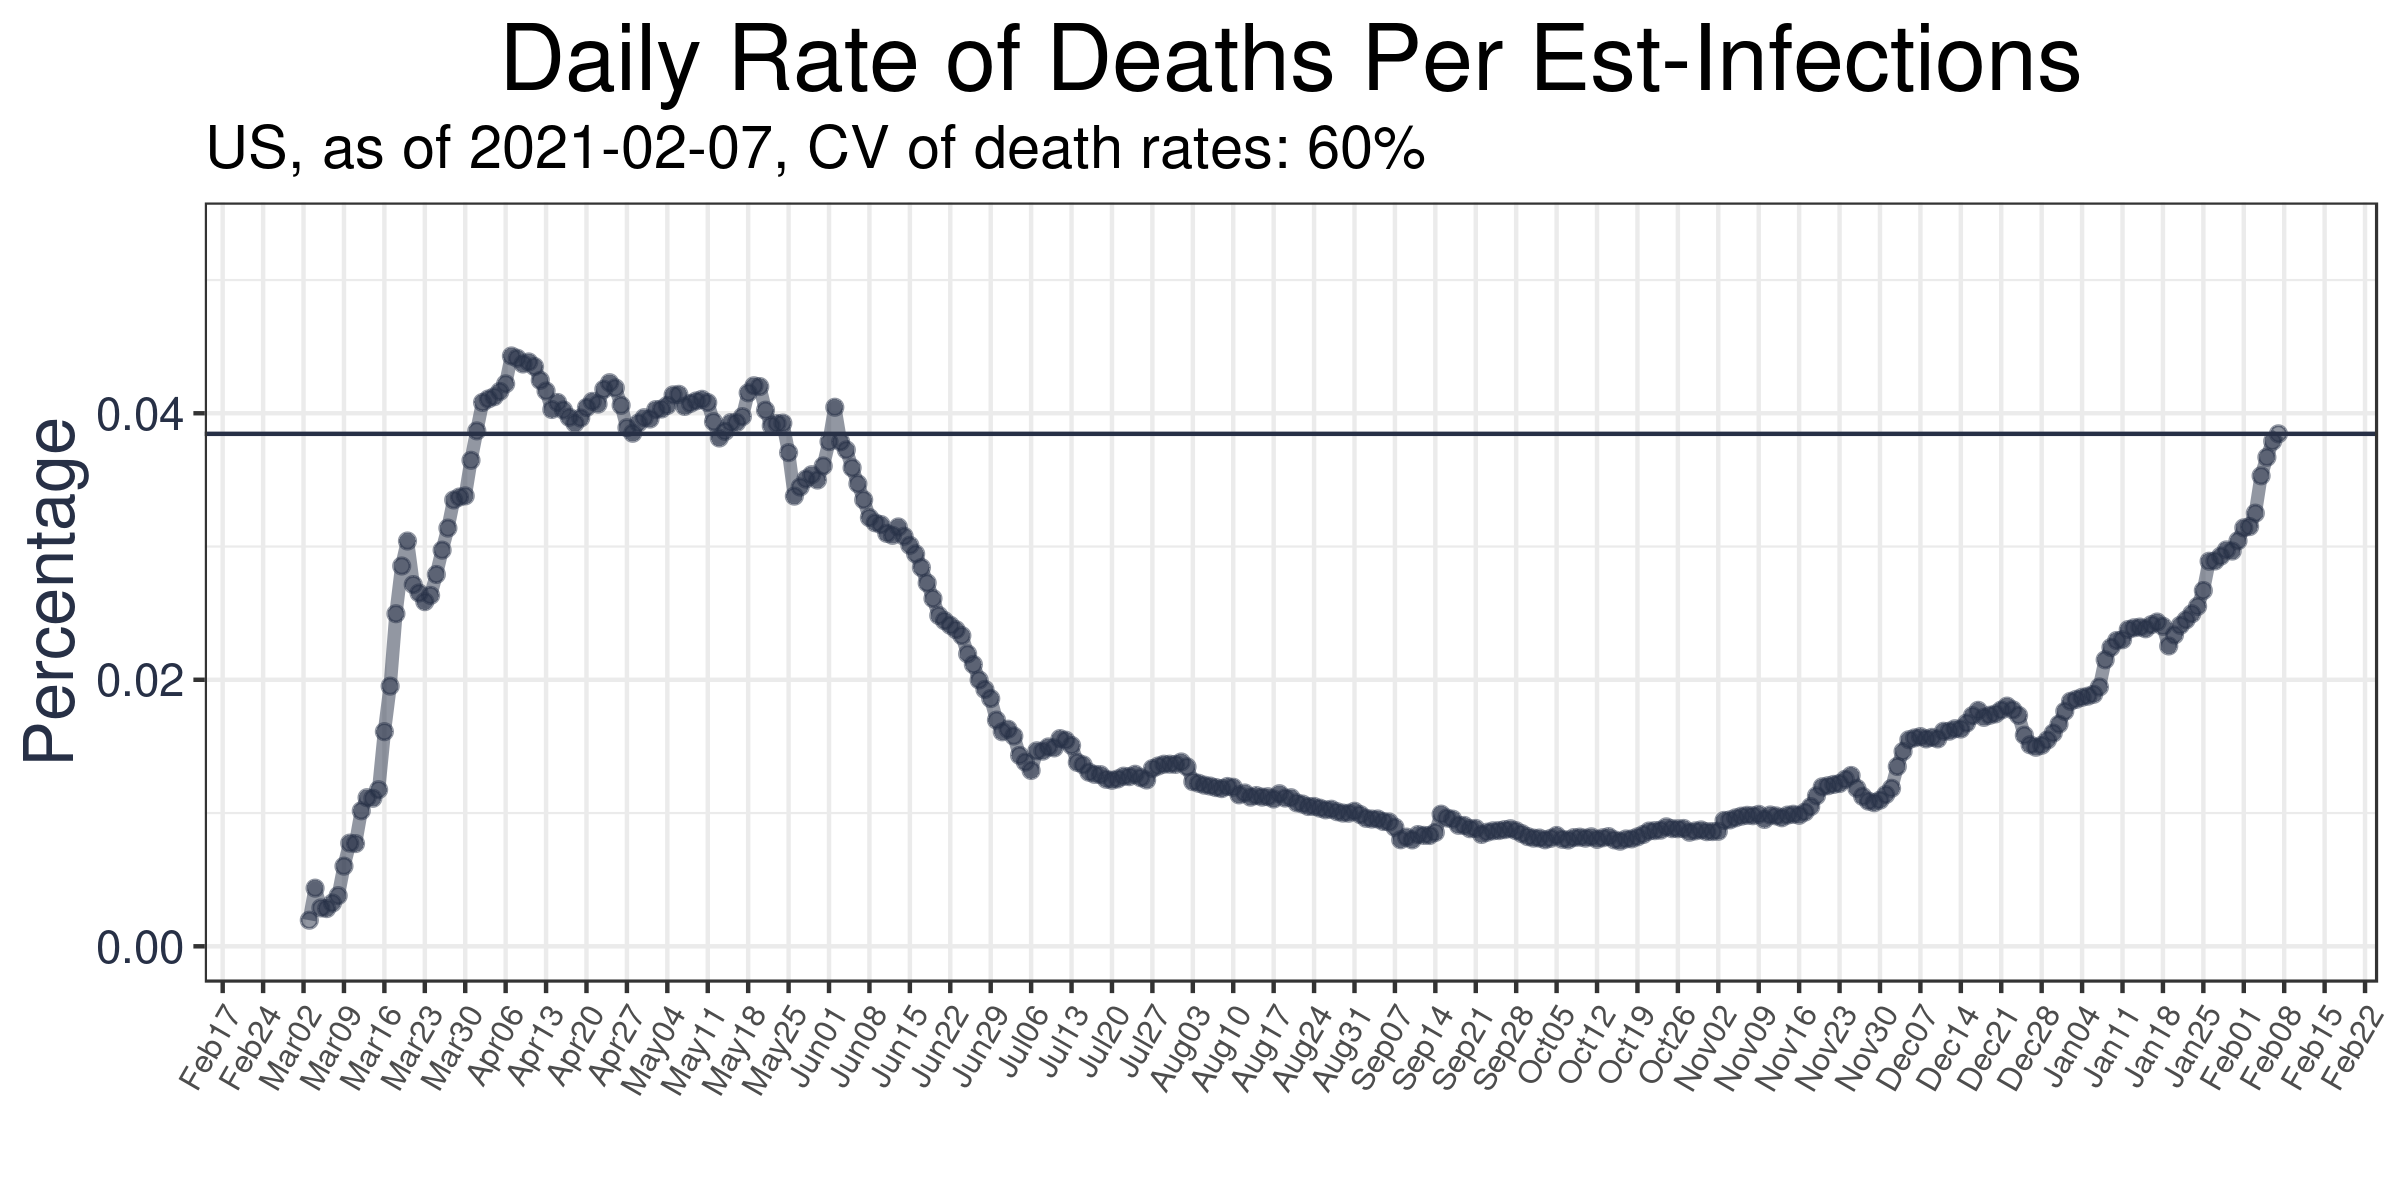 Daily Rate of Deaths Per Est-Infections
US, as of 2021-02-07, CV of death rates: 60%
Percentage
0.04
0.02
0.00
Feb17
Feb24
Mar02
Mar09
Mar16
Mar23
Mar30
Apr06
Apr13
Apr20
Apr27
May04
May11
May18
May25
Jun01
Jun08
Jun15
Jun22
Jun29
Jul06
Jul13
Jul20
Jul27
Aug03
Aug10
Aug17
Aug24
Aug31
Sep07
Sep14
Sep21
Sep28
Oct05
Oct12
Oct19
Oct26
Nov02
Nov09
Nov16
Nov23
Nov30
Dec07
Dec14
Dec21
Dec28
Jan04
Jan11
Jan18
Jan25
Feb01
Feb08
Feb15
Feb22